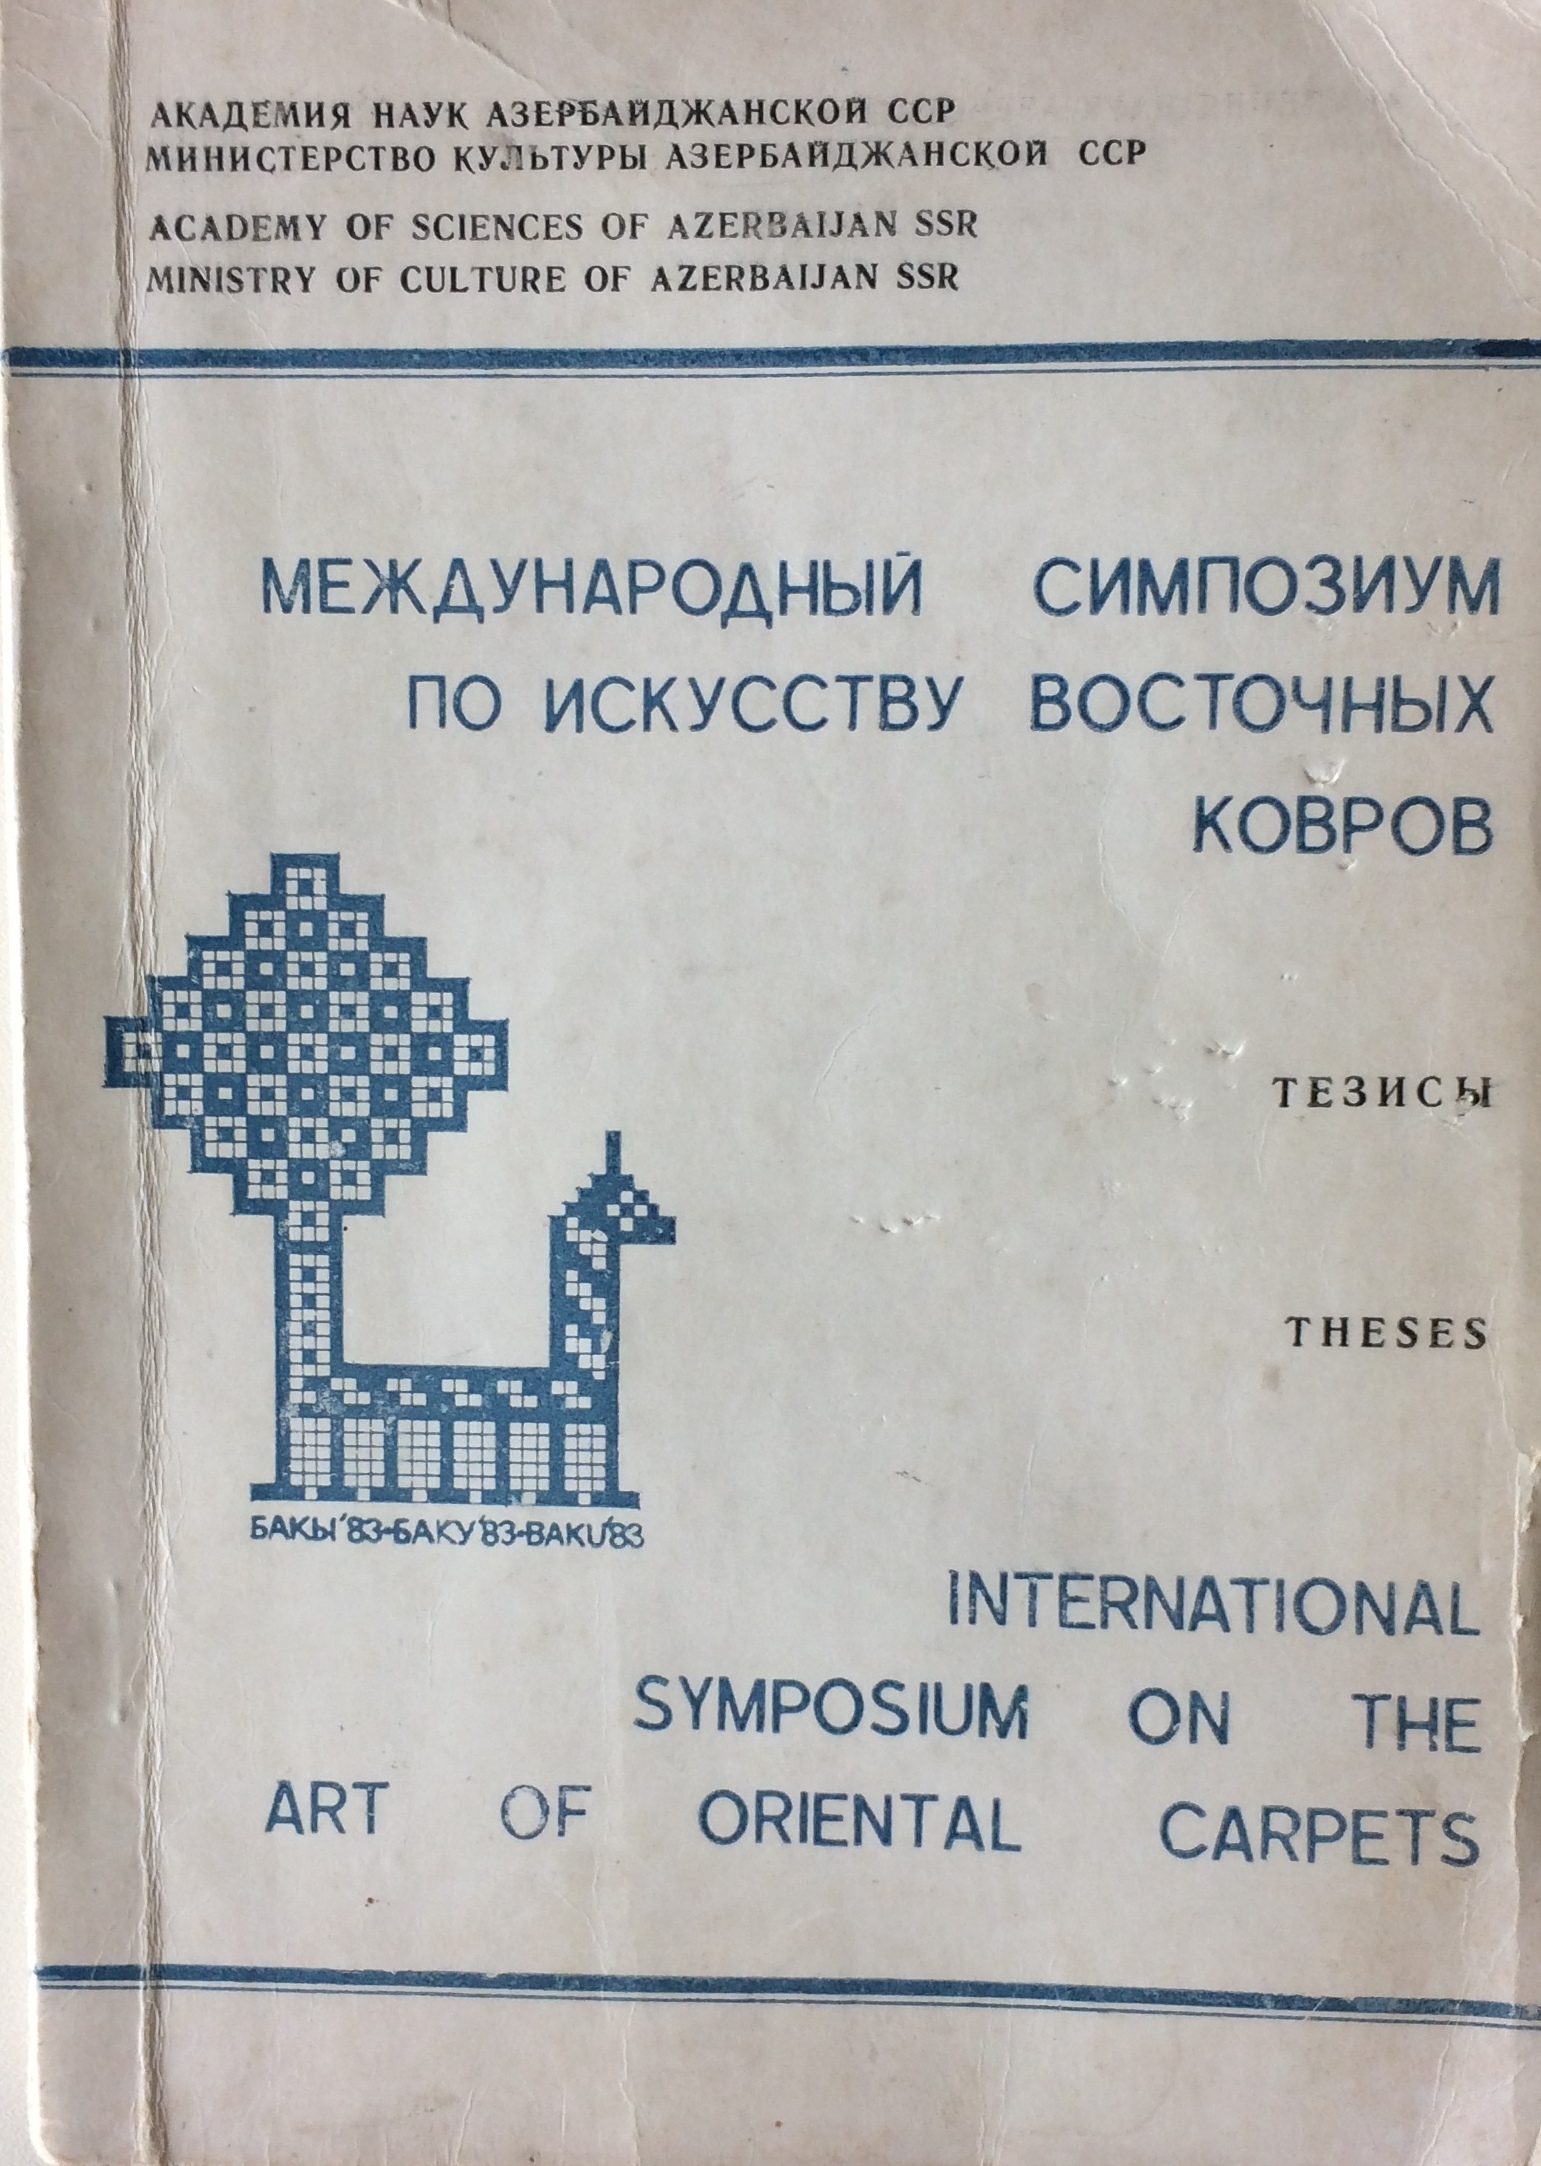 АКАДЕМИЯ НАУК АЗЕРБАЙДЖАНСКОЙ ССР
МИНИСТЕРСТВО КУЛЬТУРЫ АЗЕРБАЙДЖАНСКОЙ ССР
ACADEMY OF SCIENCES OF AZERBAIJAN SSR
MINISTRY OF CULTURE OF AZERBAIJAN SSR
МЕЖДУНАРОДНЫЙ СИМПОЗИУМ
ПО ИСКУССТВУ ВОСТОЧНЫХ
КОВРОВ
ТЕЗИСЫ
THESES
БАКЫ'83-БАКУ'83-BAKU'83
INTERNATIONAL
SYMPOSIUM ON THE
ART OF ORIENTAL CARPETS